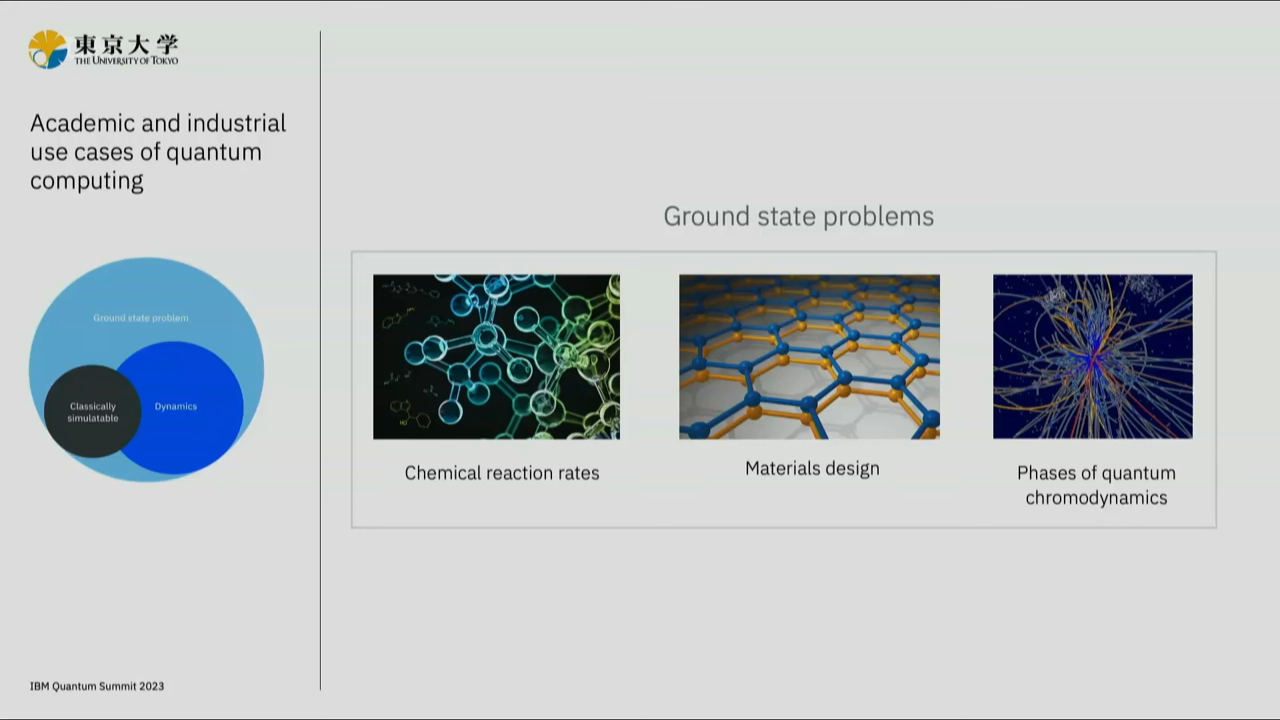 東京大学
THE UNIVERSITY OF TOKYO
Academic and industrial
use cases of quantum
computing
Ground state problem
Classically
simulatable
Dynamics
Ground state problems
Chemical reaction rates
Materials design
Phases of quantum
chromodynamics
IBM Quantum Summit 2023